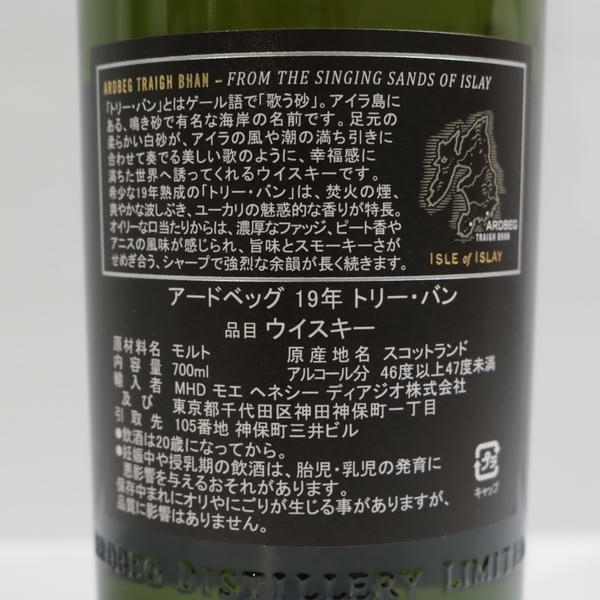 ARDBEG TRAIGH BHAN – FROM THE SINGING SANDS OF ISLAY
「トリー・バン」とはゲール語で「歌う砂」。アイラ島に
ある、鳴き砂で有名な海岸の名前です。足元の
柔らかい白砂が、アイラの風や潮の満ち引きに
合わせて奏でる美しい歌のように、幸福感に
満ちた世界へ誘ってくれるウイスキーです。
希少な19年熟成の「トリー・バン」は、焚火の煙、
爽やかな波しぶき、ユーカリの魅惑的な香りが特長。
オイリーな口当たりからは、濃厚なファッジ、ピート香や
アニスの風味が感じられ、旨味とスモーキーさが
せめぎ合う、シャープで強烈な余韻が長く続きます。
ARDBEG
TRAIGH BHAN
ISLE of ISLAY
アードベッグ 19年 トリー・バン
品目 ウイスキー
原材料名 モルト 原産地名 スコットランド
内容量 700ml アルコール分 46度以上47度未満
輸入者 MHD モエ ヘネシー ディアジオ株式会社
及び 東京都千代田区神田神保町一丁目
引取先 105番地 神保町三井ビル
●飲酒は20歳になってから。
●妊娠中や授乳期の飲酒は、胎児・乳児の発育に
悪影響を与えるおそれがあります。
保存中まれにオリやにごりが生じる事がありますが、
品質に影響はありません。
プラ
キャップ
ARDBEG DISTILLERY LIMITED